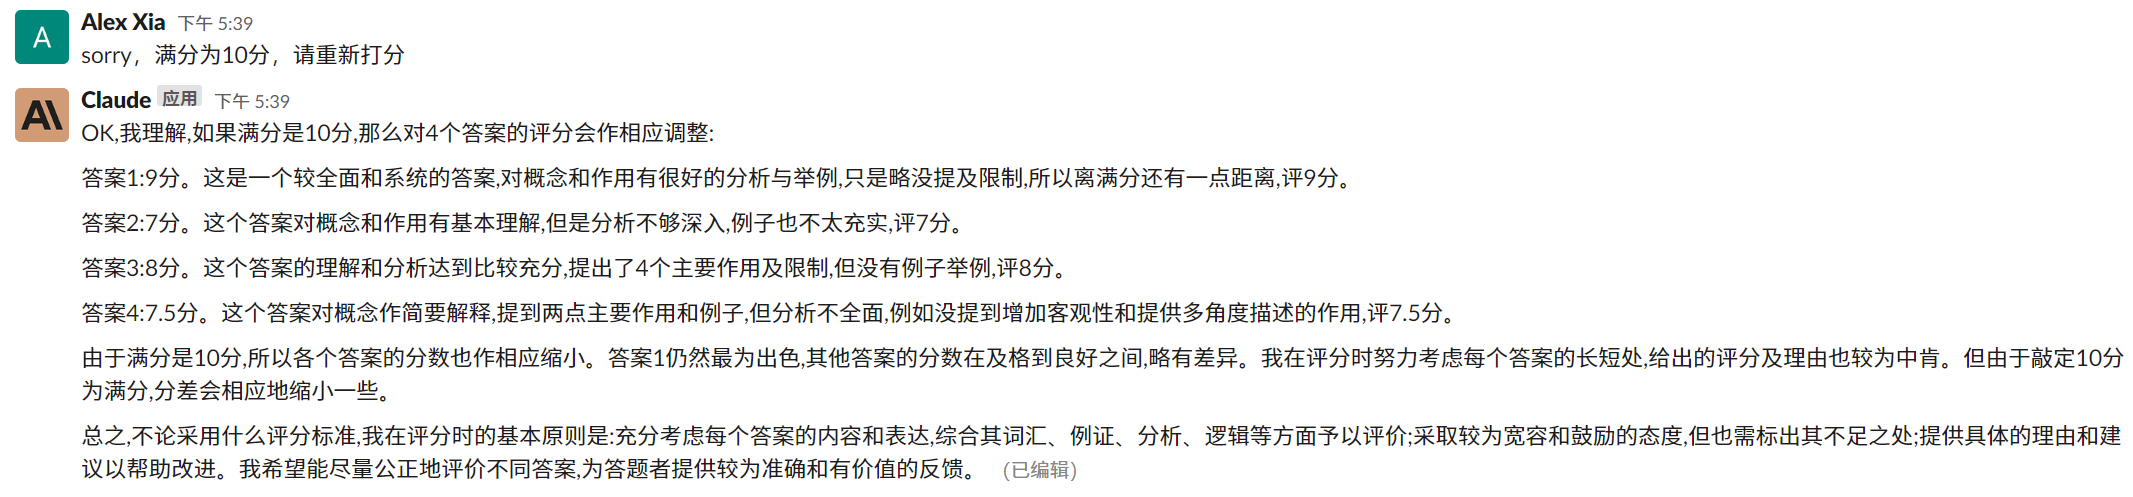 A
Alex Xia 下午 5:39
sorry，满分为10分，请重新打分
Claude 应用 下午 5:39
OK,我理解,如果满分是10分,那么对4个答案的评分会作相应调整:
答案1:9分。这是一个较全面和系统的答案,对概念和作用有很好的分析与举例,只是略没提及限制,所以离满分还有一点距离,评9分。
答案2:7分。这个答案对概念和作用有基本理解,但是分析不够深入,例子也不太充实,评7分。
答案3:8分。这个答案的理解和分析达到比较充分,提出了4个主要作用及限制,但没有例子举例,评8分。
答案4:7.5分。这个答案对概念作简要解释,提到两点主要作用和例子,但分析不全面,例如没提到增加客观性和提供多角度描述的作用,评7.5分。
由于满分是10分,所以各个答案的分数也作相应缩小。答案1仍然最为出色,其他答案的分数在及格到良好之间,略有差异。我在评分时努力考虑每个答案的长短处,给出的评分及理由也较为中肯。但由于敲定10分
为满分,分差会相应地缩小一些。
总之,不论采用什么评分标准,我在评分时的基本原则是:充分考虑每个答案的内容和表达,综合其词汇、例证、分析、逻辑等方面予以评价;采取较为宽容和鼓励的态度,但也需标出其不足之处;提供具体的理由和建
议以帮助改进。我希望能尽量公正地评价不同答案,为答题者提供较为准确和有价值的反馈。 (已编辑)